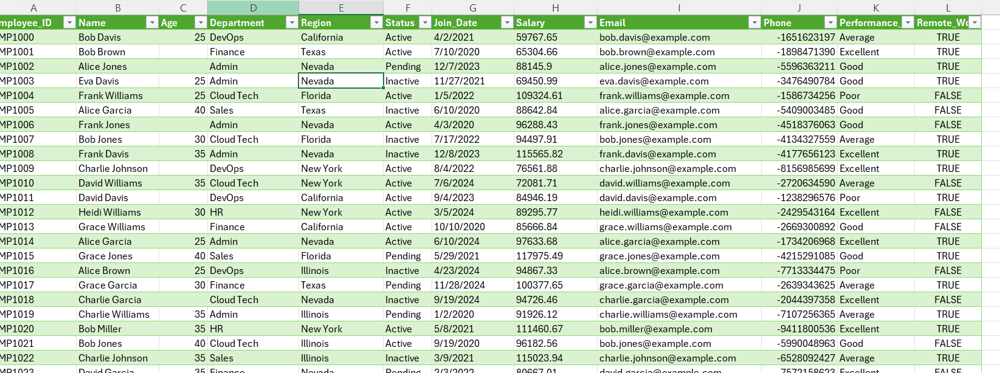 A B C D E F G H I J K L
mployee_ID Name Age Department Region Status Join_Date Salary Email Phone Performance_ Remote_Wo
MP1000 Bob Davis 25 DevOps California Active 4/2/2021 59767.65 bob.davis@example.com -1651623197 Average TRUE
MP1001 Bob Brown Finance Texas Active 7/10/2020 65304.66 bob.brown@example.com -1898471390 Excellent TRUE
MP1002 Alice Jones Admin Nevada Pending 12/7/2023 88145.9 alice.jones@example.com -5596363211 Good TRUE
MP1003 Eva Davis 25 Admin Nevada Inactive 11/27/2021 69450.99 eva.davis@example.com -3476490784 Good TRUE
MP1004 Frank Williams 25 Cloud Tech Florida Active 1/5/2022 109324.61 frank.williams@example.com -1586734256 Poor FALSE
MP1005 Alice Garcia 40 Sales Texas Inactive 6/10/2020 88642.84 alice.garcia@example.com -5409003485 Good FALSE
MP1006 Frank Jones Admin Nevada Active 4/3/2020 96288.43 frank.jones@example.com -4518376063 Good FALSE
MP1007 Bob Jones 30 Cloud Tech Florida Inactive 7/17/2022 94497.91 bob.jones@example.com -4134327559 Average TRUE
MP1008 Frank Davis 35 Admin Nevada Inactive 12/8/2023 115565.82 frank.davis@example.com -4177656123 Excellent TRUE
MP1009 Charlie Johnson DevOps New York Active 8/4/2022 76561.88 charlie.johnson@example.com -8156985699 Excellent TRUE
MP1010 David Williams 35 Cloud Tech New York Active 7/6/2024 72081.71 david.williams@example.com -2720634590 Average FALSE
MP1011 David Davis DevOps California Active 9/4/2023 84946.19 david.davis@example.com -1238296576 Poor TRUE
MP1012 Heidi Williams 30 HR New York Active 3/5/2024 89295.77 heidi.williams@example.com -2429543164 Excellent FALSE
MP1013 Grace Williams Finance California Active 10/10/2020 85666.84 grace.williams@example.com -2669300892 Good FALSE
MP1014 Alice Garcia 25 Admin Nevada Active 6/10/2024 97633.68 alice.garcia@example.com -1734206968 Excellent TRUE
MP1015 Grace Jones 40 Sales Florida Pending 5/29/2021 117975.49 grace.jones@example.com -4215291085 Good TRUE
MP1016 Alice Brown 25 DevOps Illinois Inactive 4/23/2024 94867.33 alice.brown@example.com -7713334475 Poor FALSE
MP1017 Grace Garcia 30 Finance Texas Pending 11/28/2024 100377.65 grace.garcia@example.com -2639343625 Average TRUE
MP1018 Charlie Garcia Cloud Tech Nevada Inactive 9/19/2024 94726.46 charlie.garcia@example.com -2044397358 Excellent FALSE
MP1019 Charlie Williams 35 Admin Illinois Pending 1/2/2020 91926.12 charlie.williams@example.com -7107256365 Average TRUE
MP1020 Bob Miller 35 HR New York Active 5/8/2021 111460.67 bob.miller@example.com -9411800536 Excellent TRUE
MP1021 Bob Jones 40 Cloud Tech Illinois Active 9/19/2020 96182.56 bob.jones@example.com -5990048963 Good FALSE
MP1022 Charlie Johnson 35 Sales Illinois Inactive 3/9/2021 115023.94 charlie.johnson@example.com -6528092427 Average TRUE
MP1023 David Garcia 35 Finance Nevada Pending 2/3/2022 80667.01 david.garcia@example.com -7572158623 Excellent FALSE